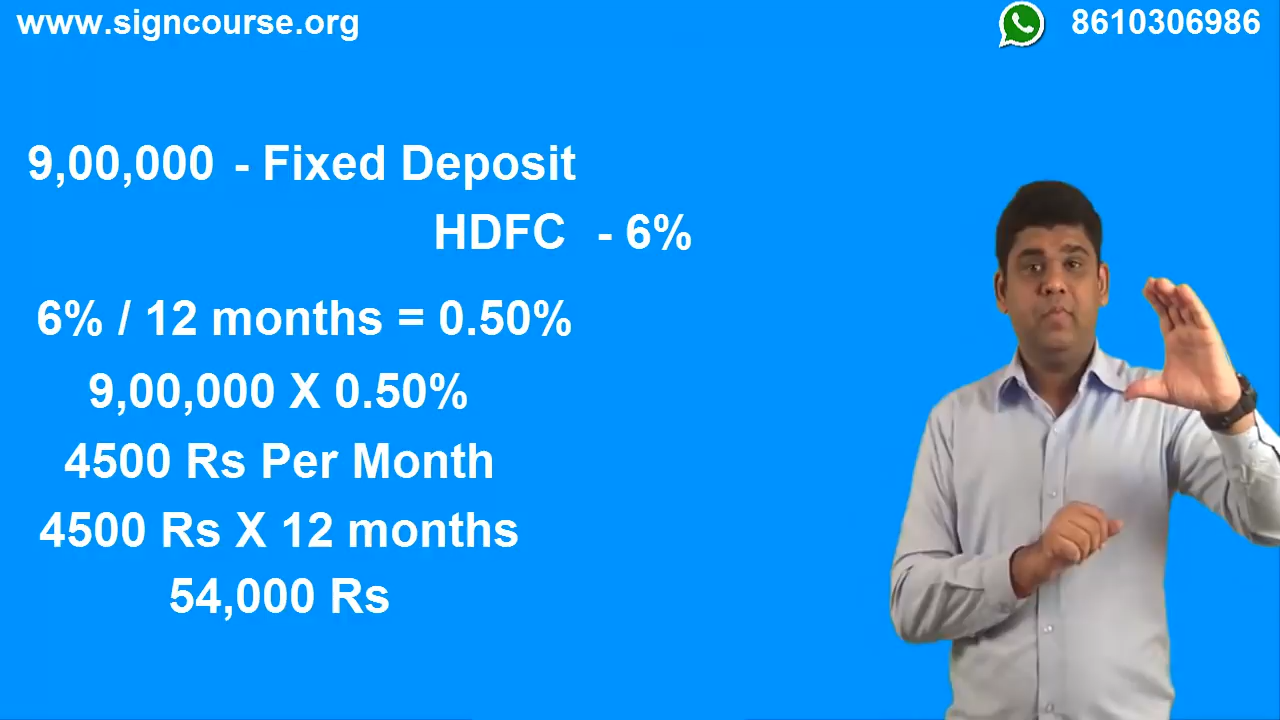 www.signcourse.org
8610306986
9,00,000 - Fixed Deposit
HDFC - 6%
6% / 12 months = 0.50%
9,00,000 X 0.50%
4500 Rs Per Month
4500 Rs X 12 months
54,000 Rs